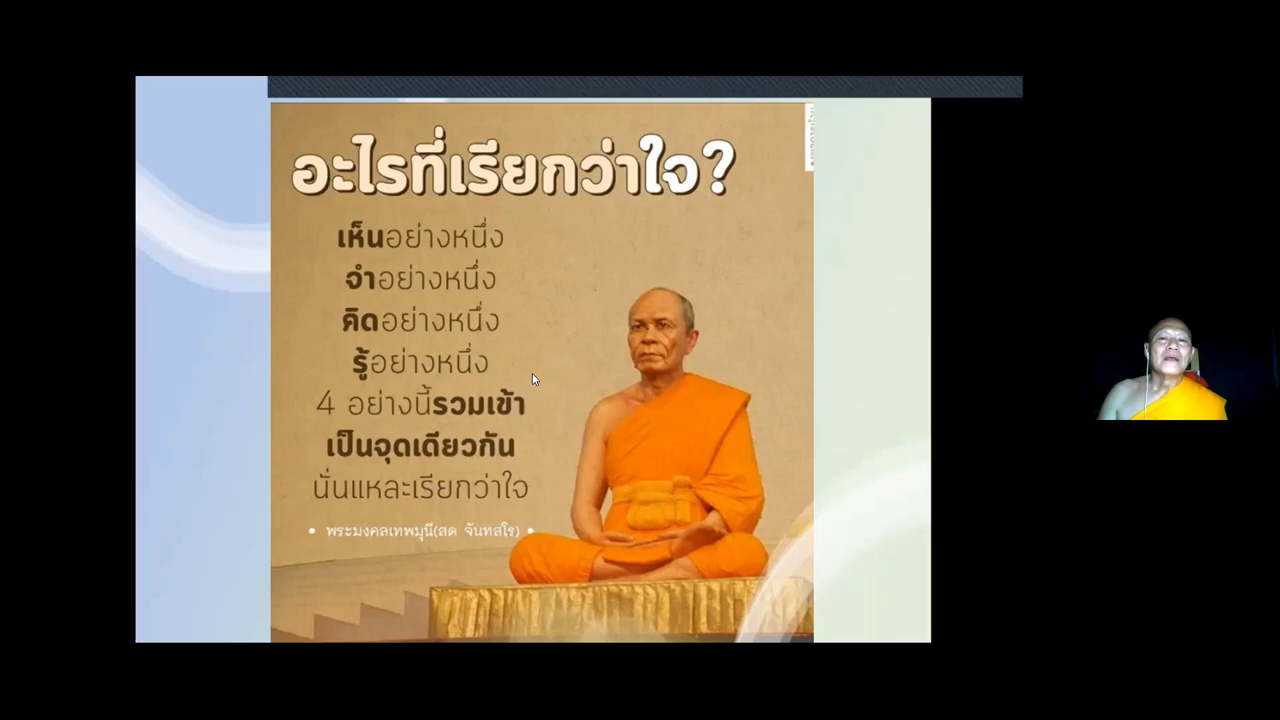 อะไรที่เรียกว่าใจ?
เห็นอย่างหนึ่ง
จำอย่างหนึ่ง
คิดอย่างหนึ่ง
รู้อย่างหนึ่ง
4 อย่างนี้รวมเข้า
เป็นจุดเดียวกัน
นั่นแหละเรียกว่าใจ
• พระมงคลเทพมุนี(สด จันทสโร) •